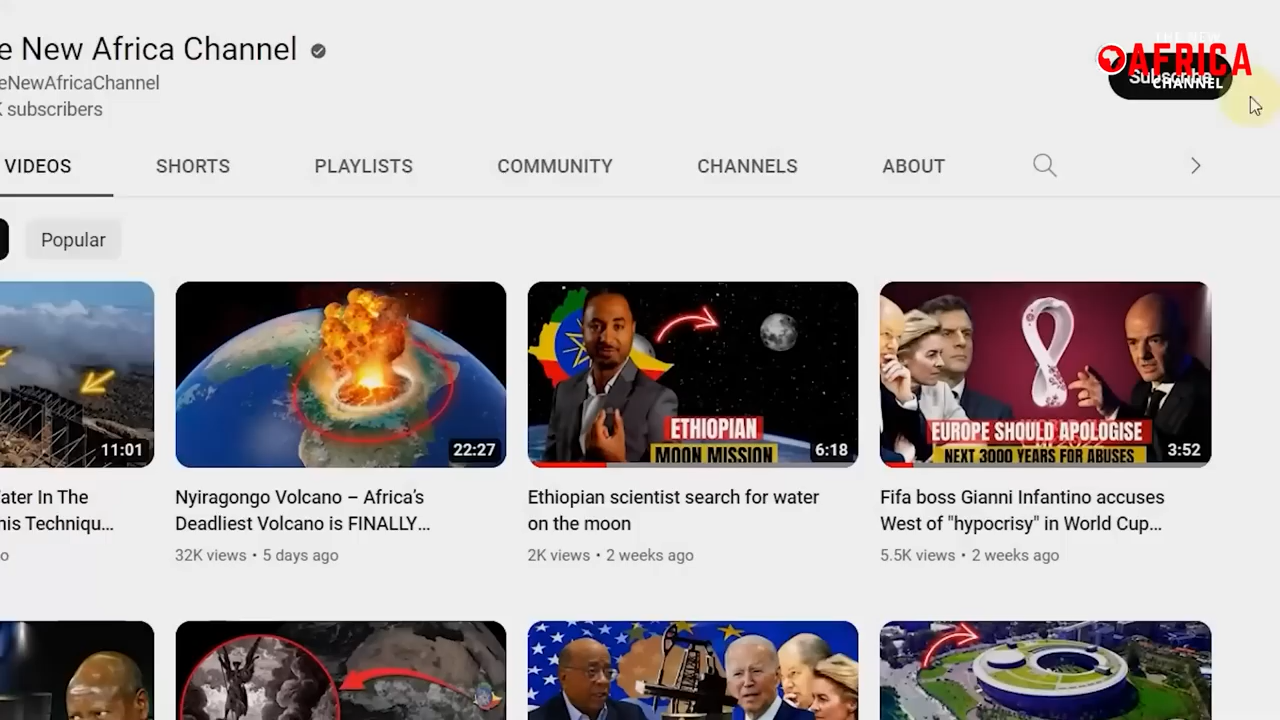 e New Africa Channel
THE NEW
AFRICA
CHANNEL
Subscribe
eNewAfricaChannel
K subscribers
VIDEOS
SHORTS
PLAYLISTS
COMMUNITY
CHANNELS
ABOUT
Popular
11:01
22:27
ETHIOPIAN
MOON MISSION
6:18
EUROPE SHOULD APOLOGISE
NEXT 3000 YEARS FOR ABUSES
3:52
ater In The
his Techniqu…
o
Nyiragongo Volcano – Africa’s
Deadliest Volcano is FINALLY…
32K views • 5 days ago
Ethiopian scientist search for water
on the moon
2K views • 2 weeks ago
Fifa boss Gianni Infantino accuses
West of "hypocrisy" in World Cup…
5.5K views • 2 weeks ago